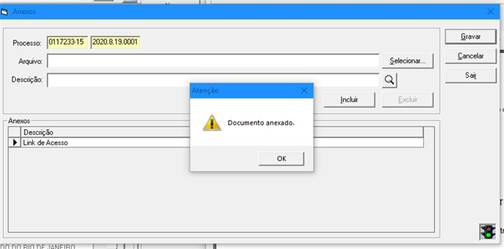 Anexos
Processo: 0117233-15 2020.8.19.0001
Arquivo: Selecionar...
Descrição:
Incluir Excluir
Gravar
Cancelar
Sair
Atenção
Documento anexado.
OK
Anexos
Descrição
Link de Acesso
DO DO RIO DE JANEIRO